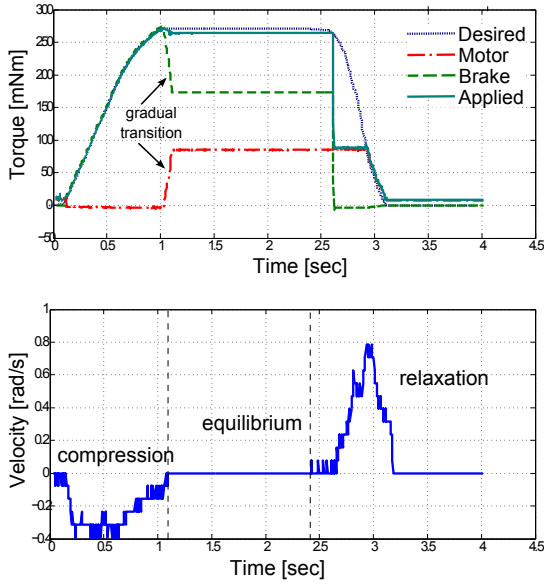 300
250
200
150
100
50
0
-50
Torque [mNm]
Desired
Motor
Brake
Applied
gradual
transition
0 0.5 1 1.5 2 2.5 3 3.5 4 4.5
Time [sec]
1
0.8
0.6
0.4
0.2
0
-0.2
-0.4
Velocity [rad/s]
compression
equilibrium
relaxation
0 0.5 1 1.5 2 2.5 3 3.5 4 4.5
Time [sec]